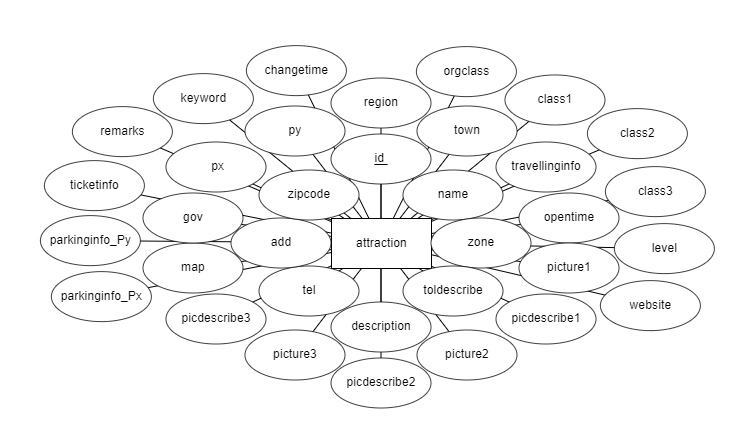 changetime
orgclass
keyword
region
class1
remarks
py
town
class2
px
id
travellinginfo
ticketinfo
zipcode
name
class3
gov
opentime
parkinginfo_Py
add
attraction
zone
level
map
picture1
parkinginfo_Px
tel
toldescribe
website
picdescribe3
description
picdescribe1
picture3
picture2
picdescribe2